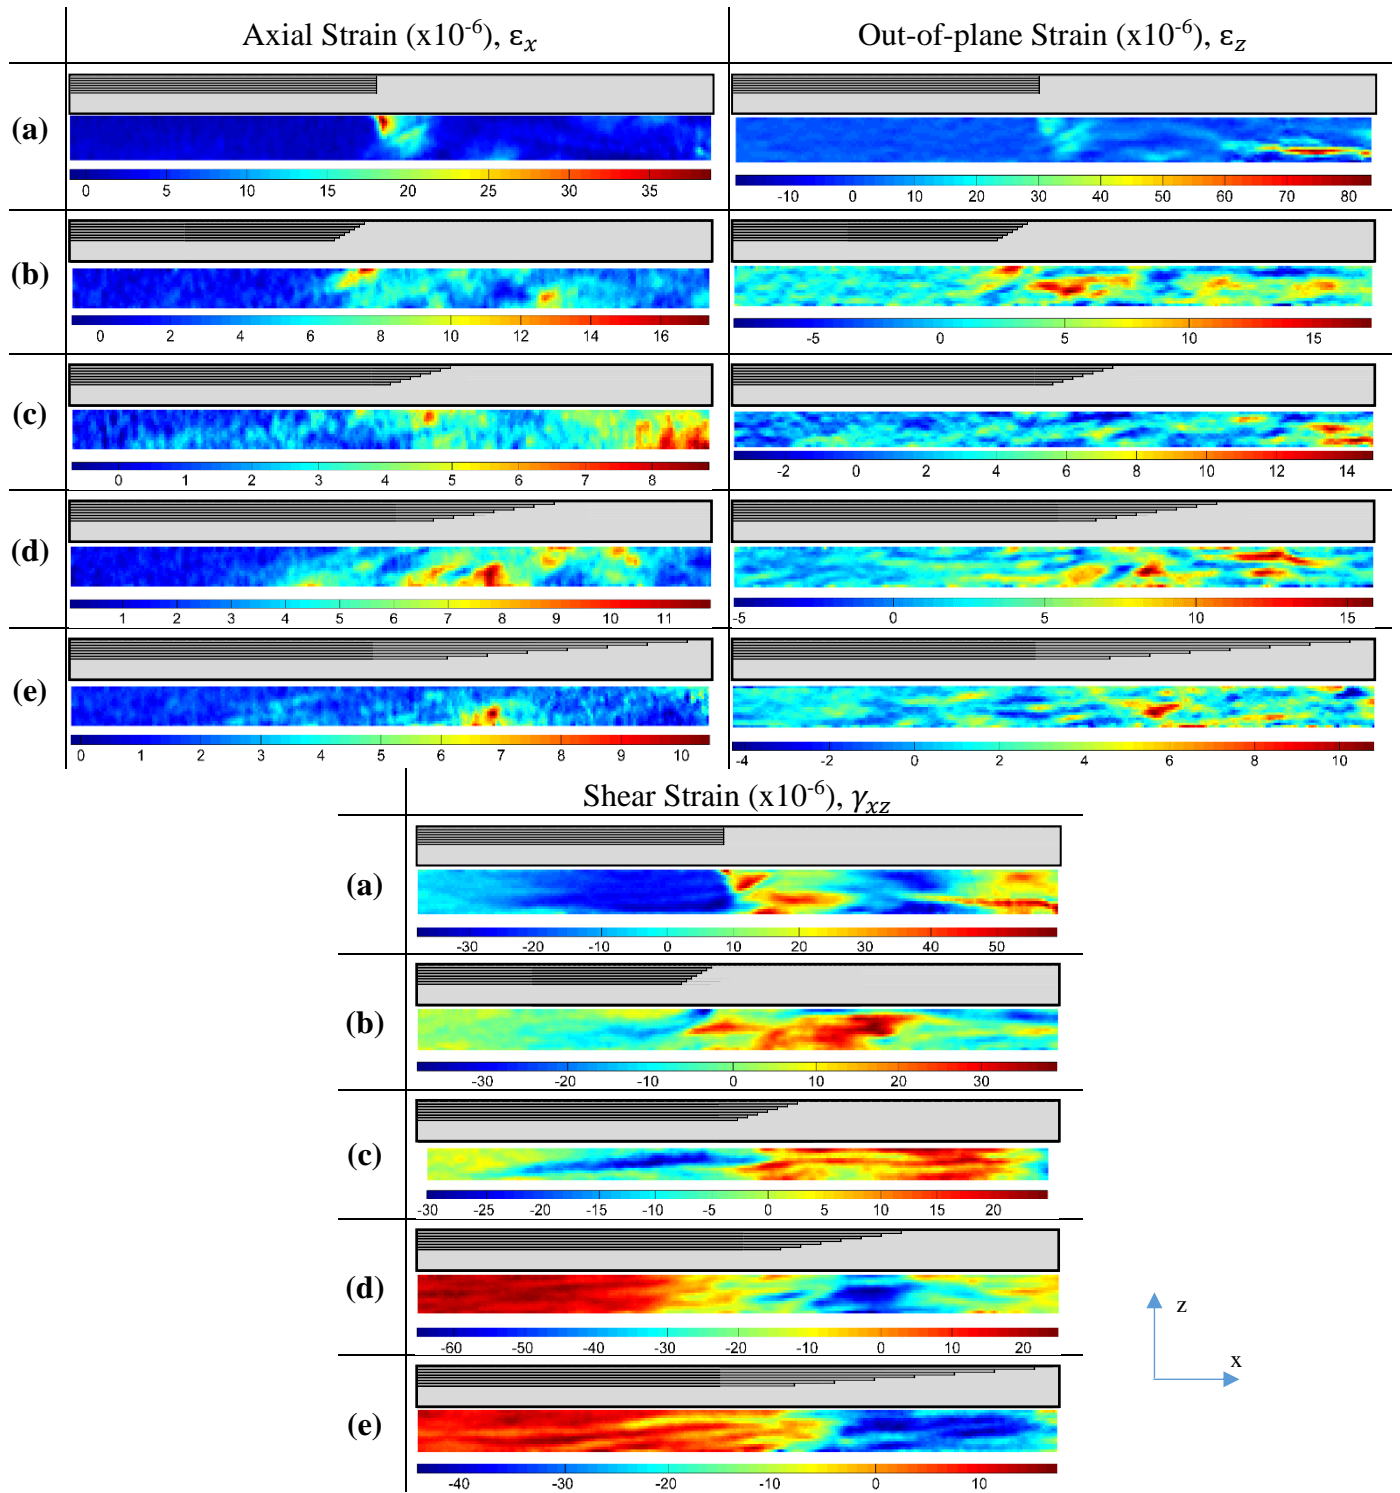 Axial Strain (x10⁻⁶), εₓ
Out-of-plane Strain (x10⁻⁶), ε_z
(a)
0 5 10 15 20 25 30 35
-10 0 10 20 30 40 50 60 70 80
(b)
0 2 4 6 8 10 12 14 16
-5 0 5 10 15
(c)
0 1 2 3 4 5 6 7 8
-2 0 2 4 6 8 10 12 14
(d)
1 2 3 4 5 6 7 8 9 10 11
-5 0 5 10 15
(e)
0 1 2 3 4 5 6 7 8 9 10
-4 -2 0 2 4 6 8 10
Shear Strain (x10⁻⁶), γ_xz
(a)
-30 -20 -10 0 10 20 30 40 50
(b)
-30 -20 -10 0 10 20 30
(c)
-30 -25 -20 -15 -10 -5 0 5 10 15 20
(d)
-60 -50 -40 -30 -20 -10 0 10 20
z
x
(e)
-40 -30 -20 -10 0 10